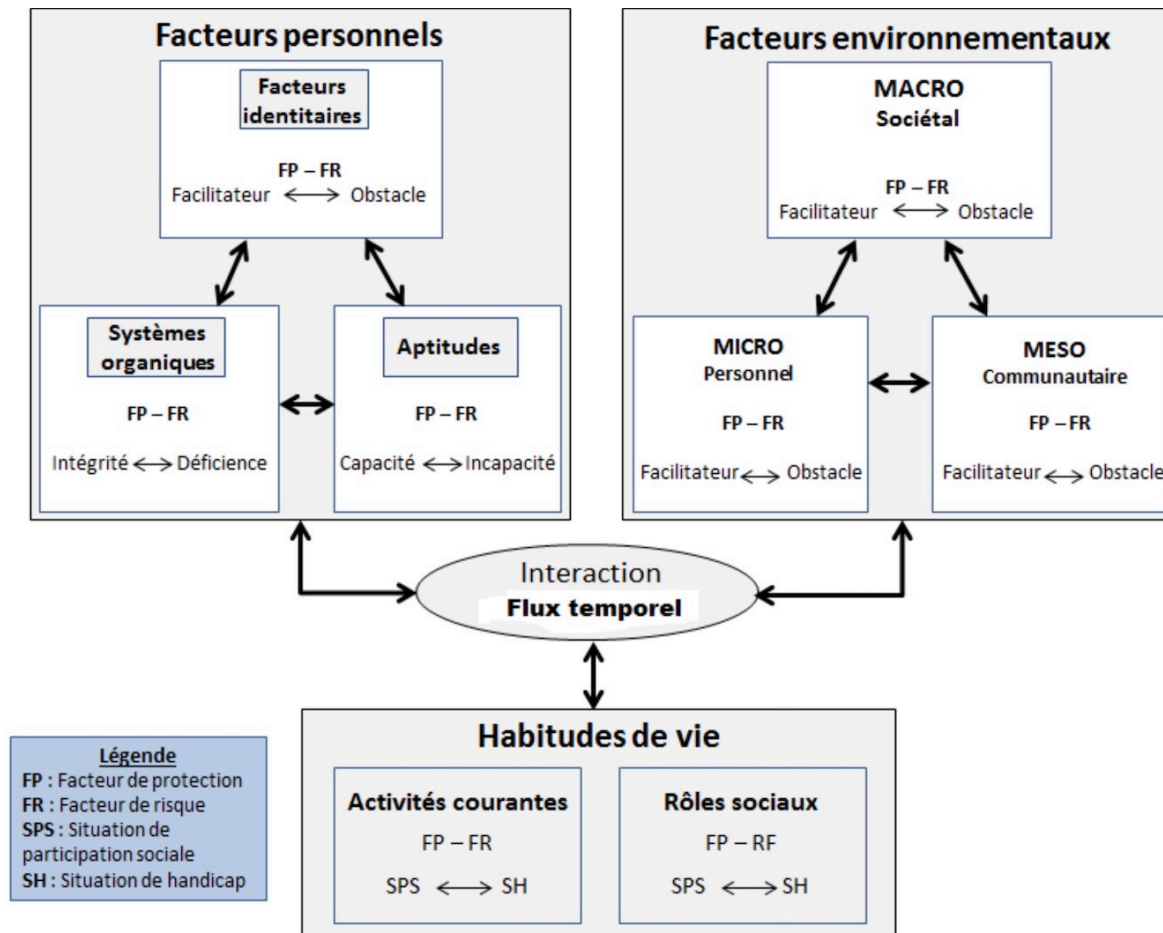 Facteurs personnels
Facteurs
identitaires
FP – FR
Facilitateur
Obstacle
Systèmes
organiques
FP – FR
Intégrité
Déficience
Aptitudes
FP – FR
Capacité
Incapacité
Facteurs environnementaux
MACRO
Sociétal
FP – FR
Facilitateur
Obstacle
MICRO
Personnel
FP – FR
Facilitateur
Obstacle
MESO
Communautaire
FP – FR
Facilitateur
Obstacle
Interaction
Flux temporel
Habitudes de vie
Activités courantes
FP – FR
SPS
SH
Rôles sociaux
FP – RF
SPS
SH
Légende
FP : Facteur de protection
FR : Facteur de risque
SPS : Situation de
participation sociale
SH : Situation de handicap